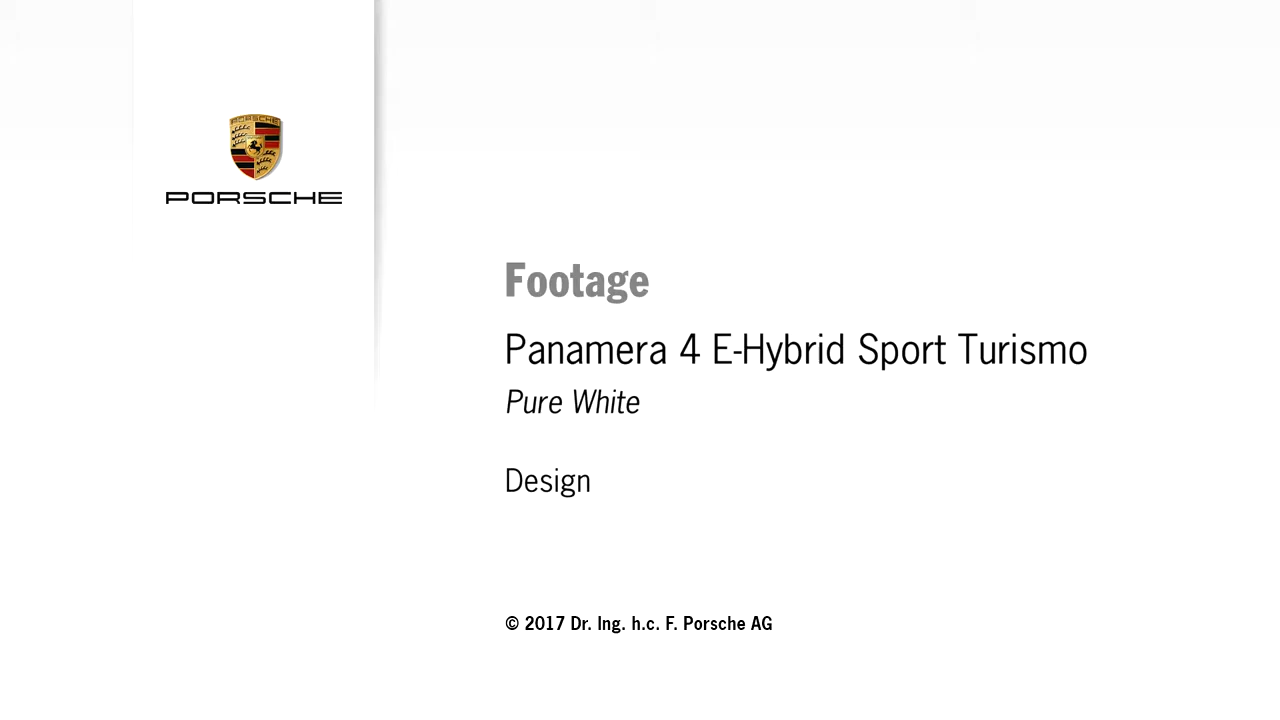 PORSCHE
PORSCHE
Footage
Panamera 4 E-Hybrid Sport Turismo
Pure White
Design
© 2017 Dr. Ing. h.c. F. Porsche AG